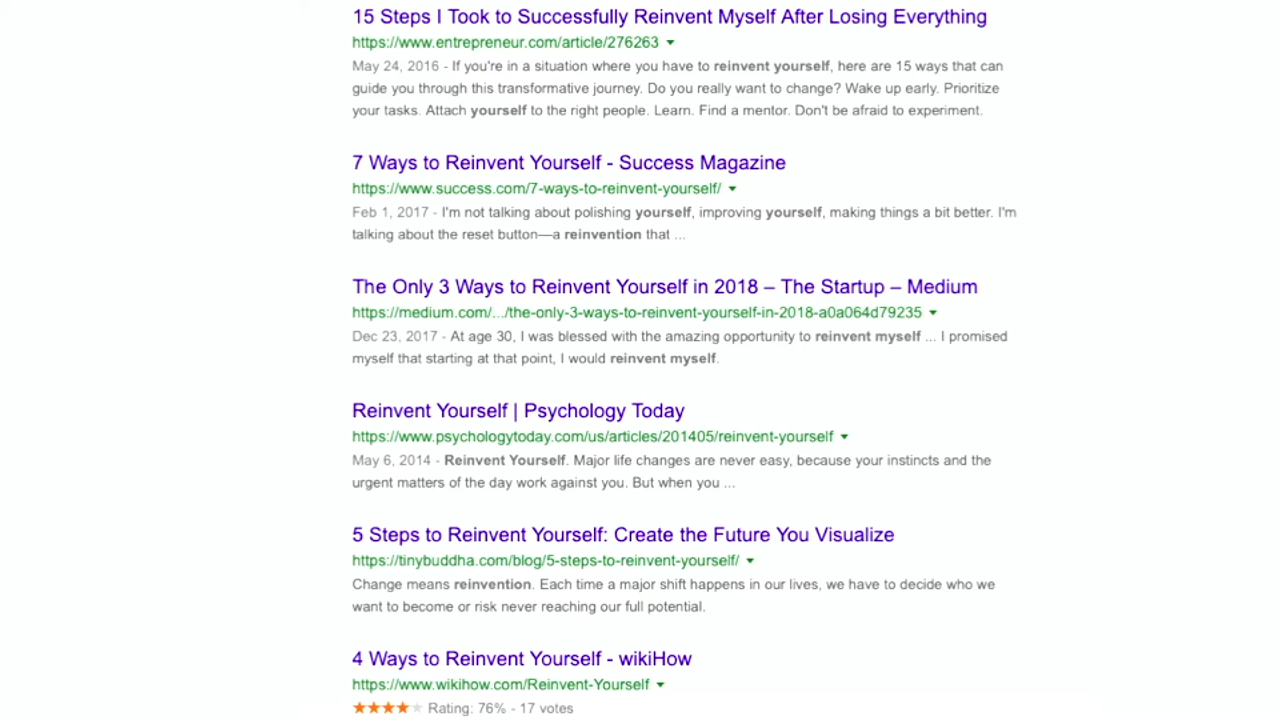 15 Steps I Took to Successfully Reinvent Myself After Losing Everything
https://www.entrepreneur.com/article/276263
May 24, 2016 - If you're in a situation where you have to reinvent yourself, here are 15 ways that can
guide you through this transformative journey. Do you really want to change? Wake up early. Prioritize
your tasks. Attach yourself to the right people. Learn. Find a mentor. Don't be afraid to experiment.
7 Ways to Reinvent Yourself - Success Magazine
https://www.success.com/7-ways-to-reinvent-yourself/
Feb 1, 2017 - I'm not talking about polishing yourself, improving yourself, making things a bit better. I'm
talking about the reset button—a reinvention that ...
The Only 3 Ways to Reinvent Yourself in 2018 – The Startup – Medium
https://medium.com/.../the-only-3-ways-to-reinvent-yourself-in-2018-a0a064d79235
Dec 23, 2017 - At age 30, I was blessed with the amazing opportunity to reinvent myself ... I promised
myself that starting at that point, I would reinvent myself.
Reinvent Yourself | Psychology Today
https://www.psychologytoday.com/us/articles/201405/reinvent-yourself
May 6, 2014 - Reinvent Yourself. Major life changes are never easy, because your instincts and the
urgent matters of the day work against you. But when you ...
5 Steps to Reinvent Yourself: Create the Future You Visualize
https://tinybuddha.com/blog/5-steps-to-reinvent-yourself/
Change means reinvention. Each time a major shift happens in our lives, we have to decide who we
want to become or risk never reaching our full potential.
4 Ways to Reinvent Yourself - wikiHow
https://www.wikihow.com/Reinvent-Yourself
Rating: 76% - 17 votes